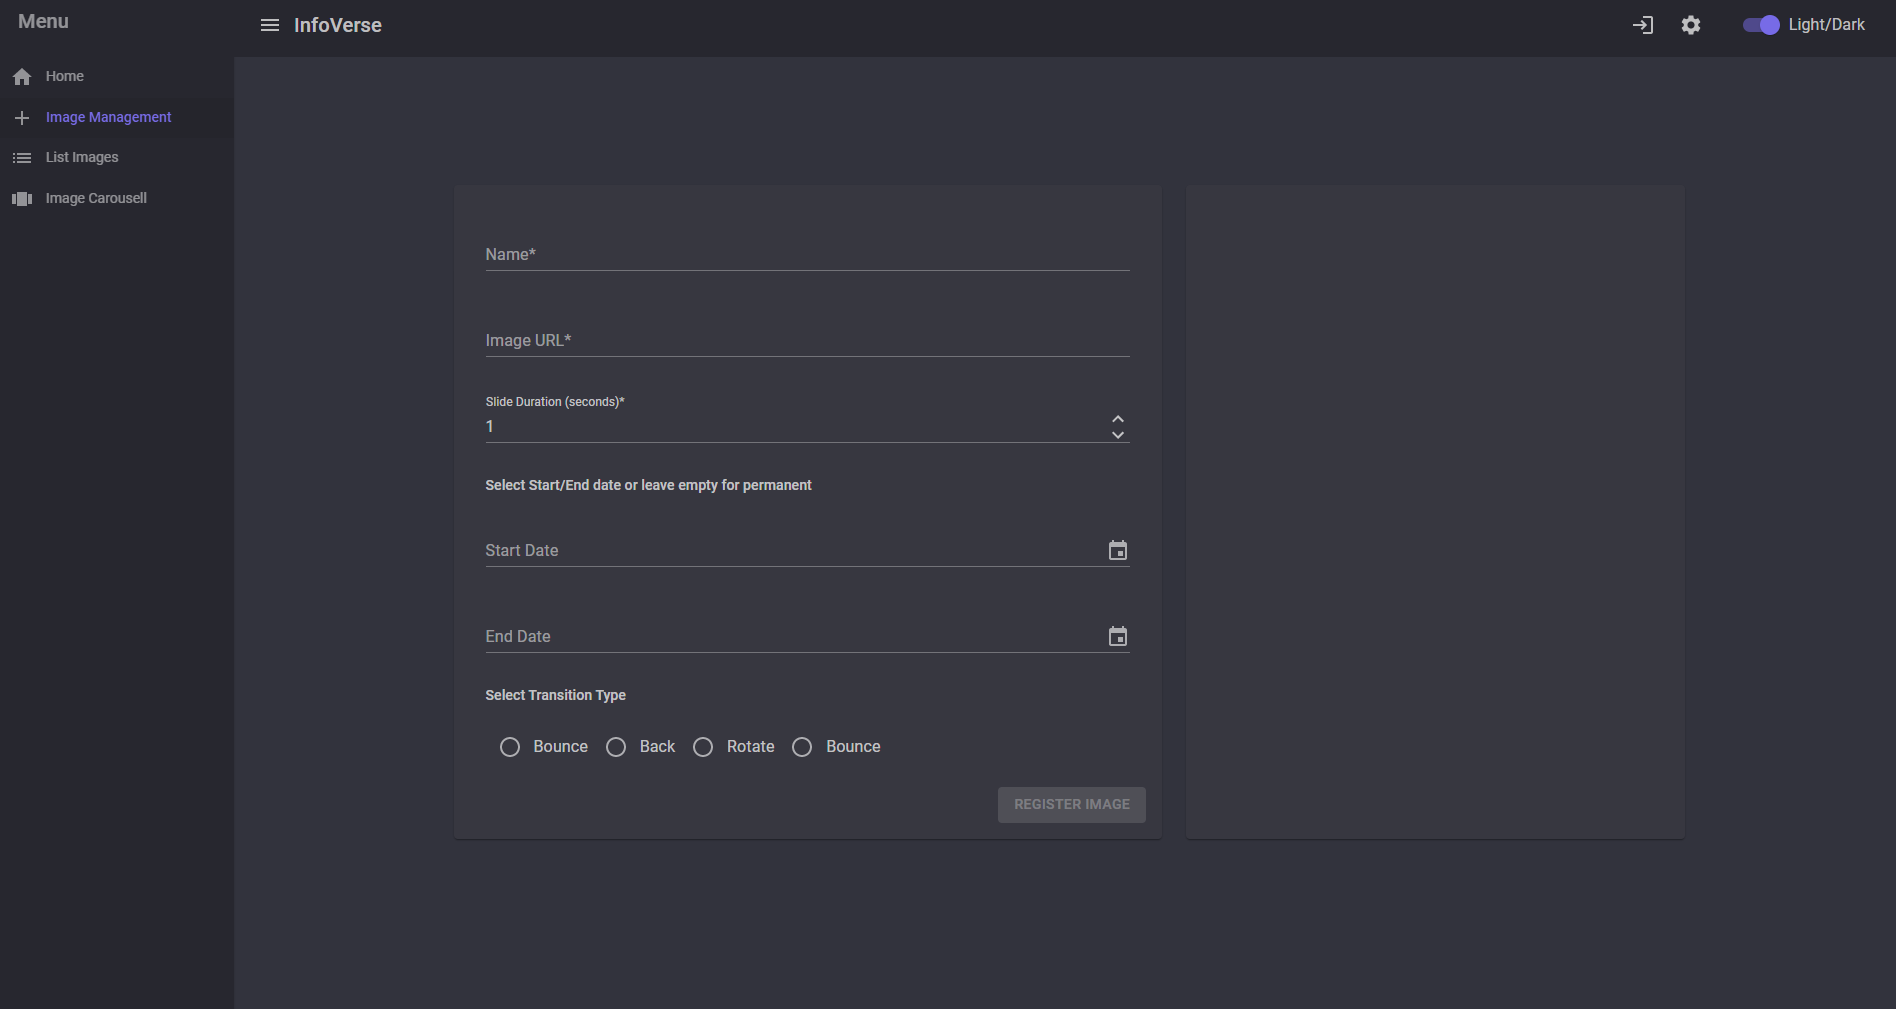 Menu
InfoVerse
Light/Dark
Home
Image Management
List Images
Image Carousell
Name*
Image URL*
Slide Duration (seconds)*
1
Select Start/End date or leave empty for permanent
Start Date
End Date
Select Transition Type
Bounce Back Rotate Bounce
REGISTER IMAGE